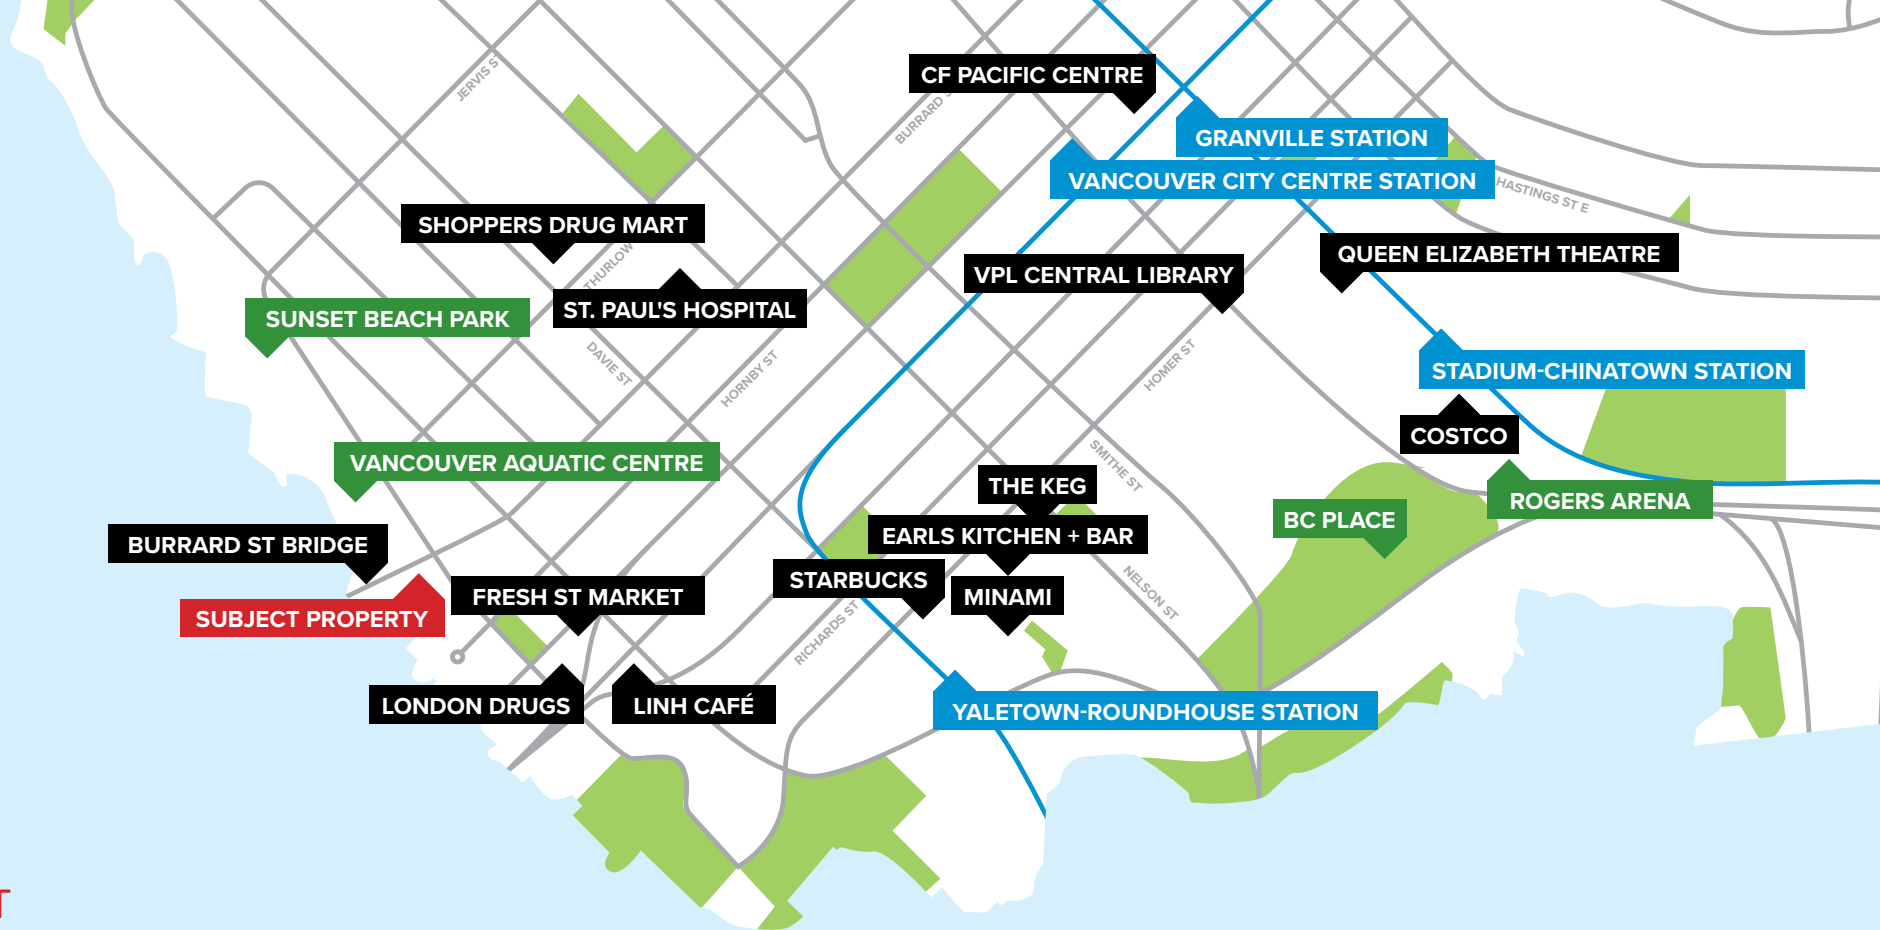 JERVIS S
CF PACIFIC CENTRE
BURRARD S
GRANVILLE STATION
VANCOUVER CITY CENTRE STATION
HASTINGS ST E
SHOPPERS DRUG MART
THURLOW
QUEEN ELIZABETH THEATRE
VPL CENTRAL LIBRARY
ST. PAUL'S HOSPITAL
SUNSET BEACH PARK
DAVIE ST
HORNBY ST
HOMER ST
STADIUM-CHINATOWN STATION
COSTCO
VANCOUVER AQUATIC CENTRE
SMITHE ST
THE KEG
ROGERS ARENA
BC PLACE
EARLS KITCHEN + BAR
BURRARD ST BRIDGE
STARBUCKS
MINAMI
NELSON ST
FRESH ST MARKET
SUBJECT PROPERTY
RICHARDS ST
LONDON DRUGS
LINH CAFÉ
YALETOWN-ROUNDHOUSE STATION
T